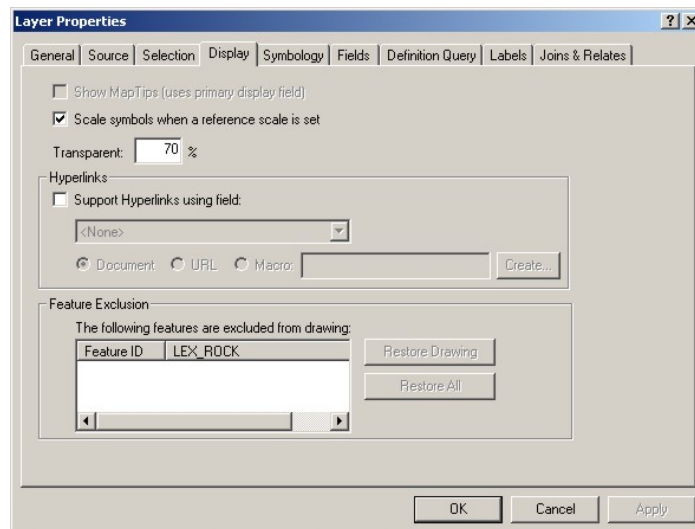 Layer Properties
General Source Selection Display Symbology Fields Definition Query Labels Joins & Relates
Show MapTips (uses primary display field)
Scale symbols when a reference scale is set
Transparent: 70 %
Hyperlinks
Support Hyperlinks using field:
<None>
Document URL Macro: Create...
Feature Exclusion
The following features are excluded from drawing:
Feature ID LEX_ROCK
Restore Drawing
Restore All
OK Cancel Apply